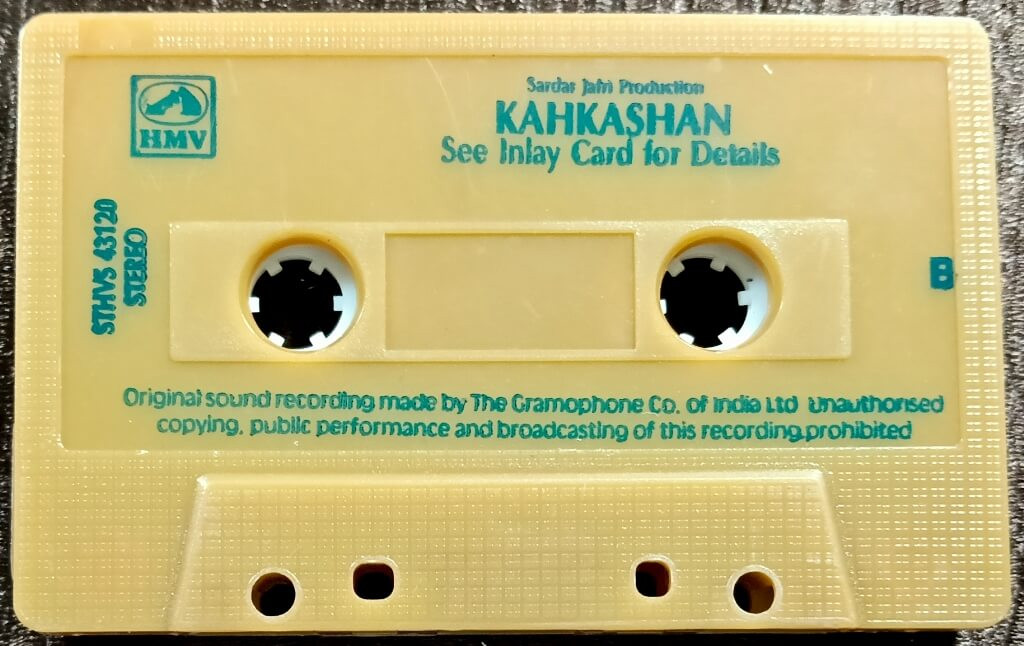 HMV
Sardar Jafri Production
KAHKASHAN
See Inlay Card for Details
STHVS 43120
STEREO
B
Original sound recording made by The Gramophone Co. of India Ltd Unauthorised
copying, public performance and broadcasting of this recording prohibited